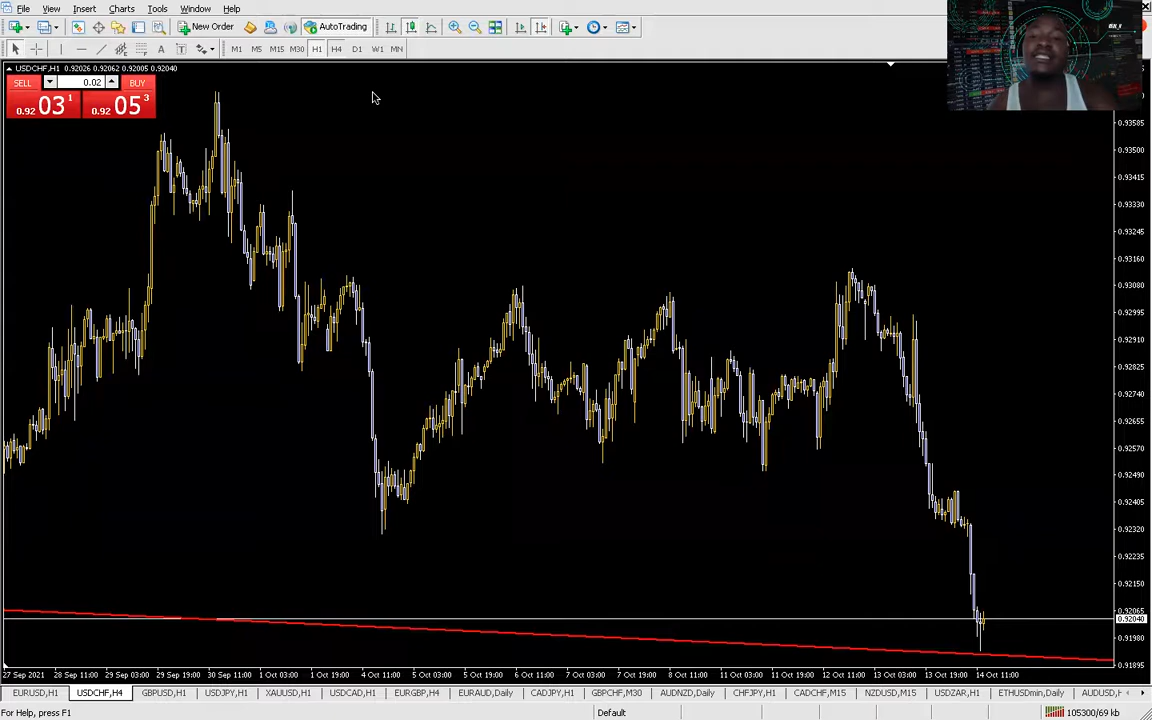 File View Insert Charts Tools Window Help
New Order AutoTrading
M1 M5 M15 M30 H1 H4 D1 W1 MN
USDCHF,H1 0.92026 0.92062 0.92005 0.92040
SELL 0.02 BUY
0.92 03 1 0.92 05 3
0.93585
0.93500
0.93415
0.93330
0.93245
0.93160
0.93080
0.92995
0.92910
0.92825
0.92740
0.92655
0.92570
0.92490
0.92405
0.92320
0.92235
0.92150
0.92065
0.92040
0.91980
0.91895
27 Sep 2021 28 Sep 11:00 29 Sep 03:00 29 Sep 19:00 30 Sep 11:00 1 Oct 03:00 1 Oct 19:00 4 Oct 11:00 5 Oct 03:00 5 Oct 19:00 6 Oct 11:00 7 Oct 03:00 7 Oct 19:00 8 Oct 11:00 11 Oct 03:00 11 Oct 19:00 12 Oct 11:00 13 Oct 03:00 13 Oct 19:00 14 Oct 11:00
EURUSD,H1 USDCHF,H4 GBPUSD,H1 USDJPY,H1 XAUUSD,H1 USDCAD,H1 EURGBP,H4 EURAUD,Daily CADJPY,H1 GBPCHF,M30 AUDNZD,Daily CHFJPY,H1 CADCHF,M15 NZDUSD,M15 USDZAR,H1 ETHUSDmin,Daily AUDUSD,H
For Help, press F1 Default 105300/69 kb